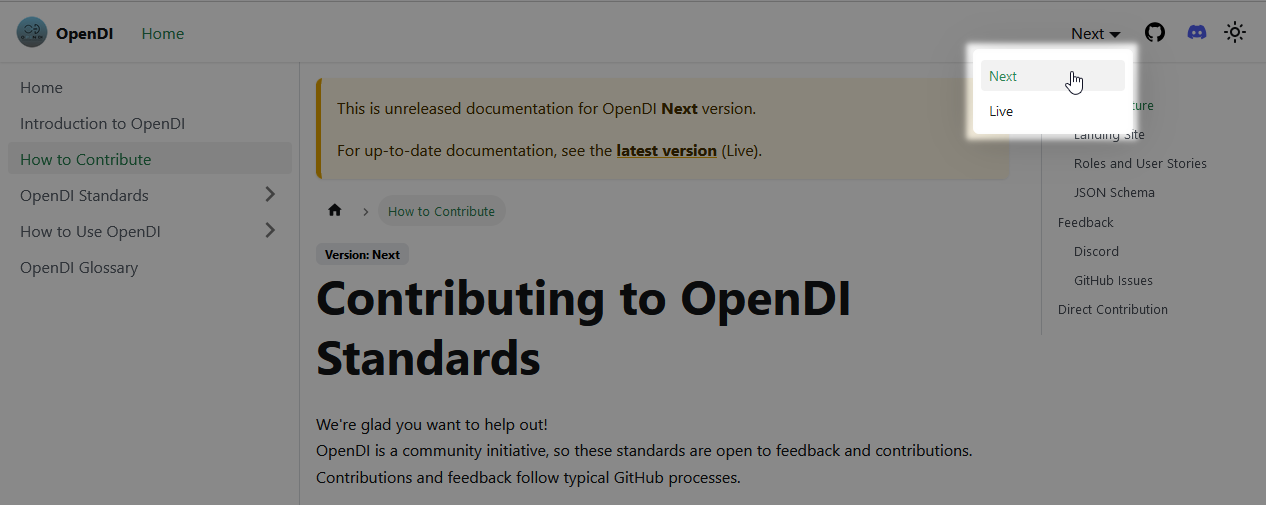 OpenDI
Home
Next
Next
Live
Home
Introduction to OpenDI
How to Contribute
OpenDI Standards
How to Use OpenDI
OpenDI Glossary
This is unreleased documentation for OpenDI Next version.
For up-to-date documentation, see the latest version (Live).
How to Contribute
Version: Next
Contributing to OpenDI
Standards
We're glad you want to help out!
OpenDI is a community initiative, so these standards are open to feedback and contributions.
Contributions and feedback follow typical GitHub processes.
Landing Site
Roles and User Stories
JSON Schema
Feedback
Discord
GitHub Issues
Direct Contribution